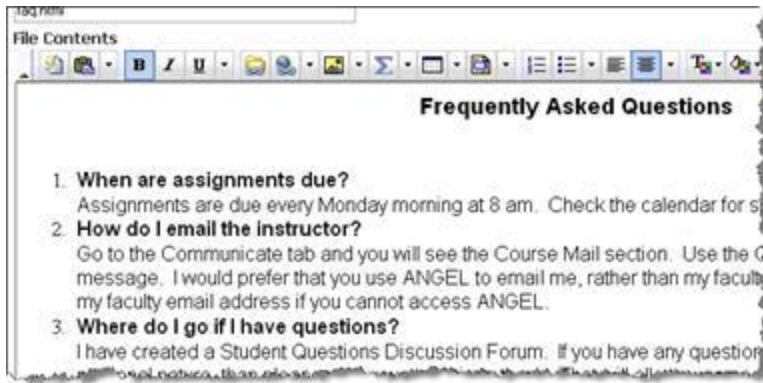 faq.html
File Contents
B I U
Frequently Asked Questions
1. When are assignments due?
Assignments are due every Monday morning at 8 am. Check the calendar for s
2. How do I email the instructor?
Go to the Communicate tab and you will see the Course Mail section. Use the
message. I would prefer that you use ANGEL to email me, rather than my facult
my faculty email address if you cannot access ANGEL.
3. Where do I go if I have questions?
I have created a Student Questions Discussion Forum. If you have any question